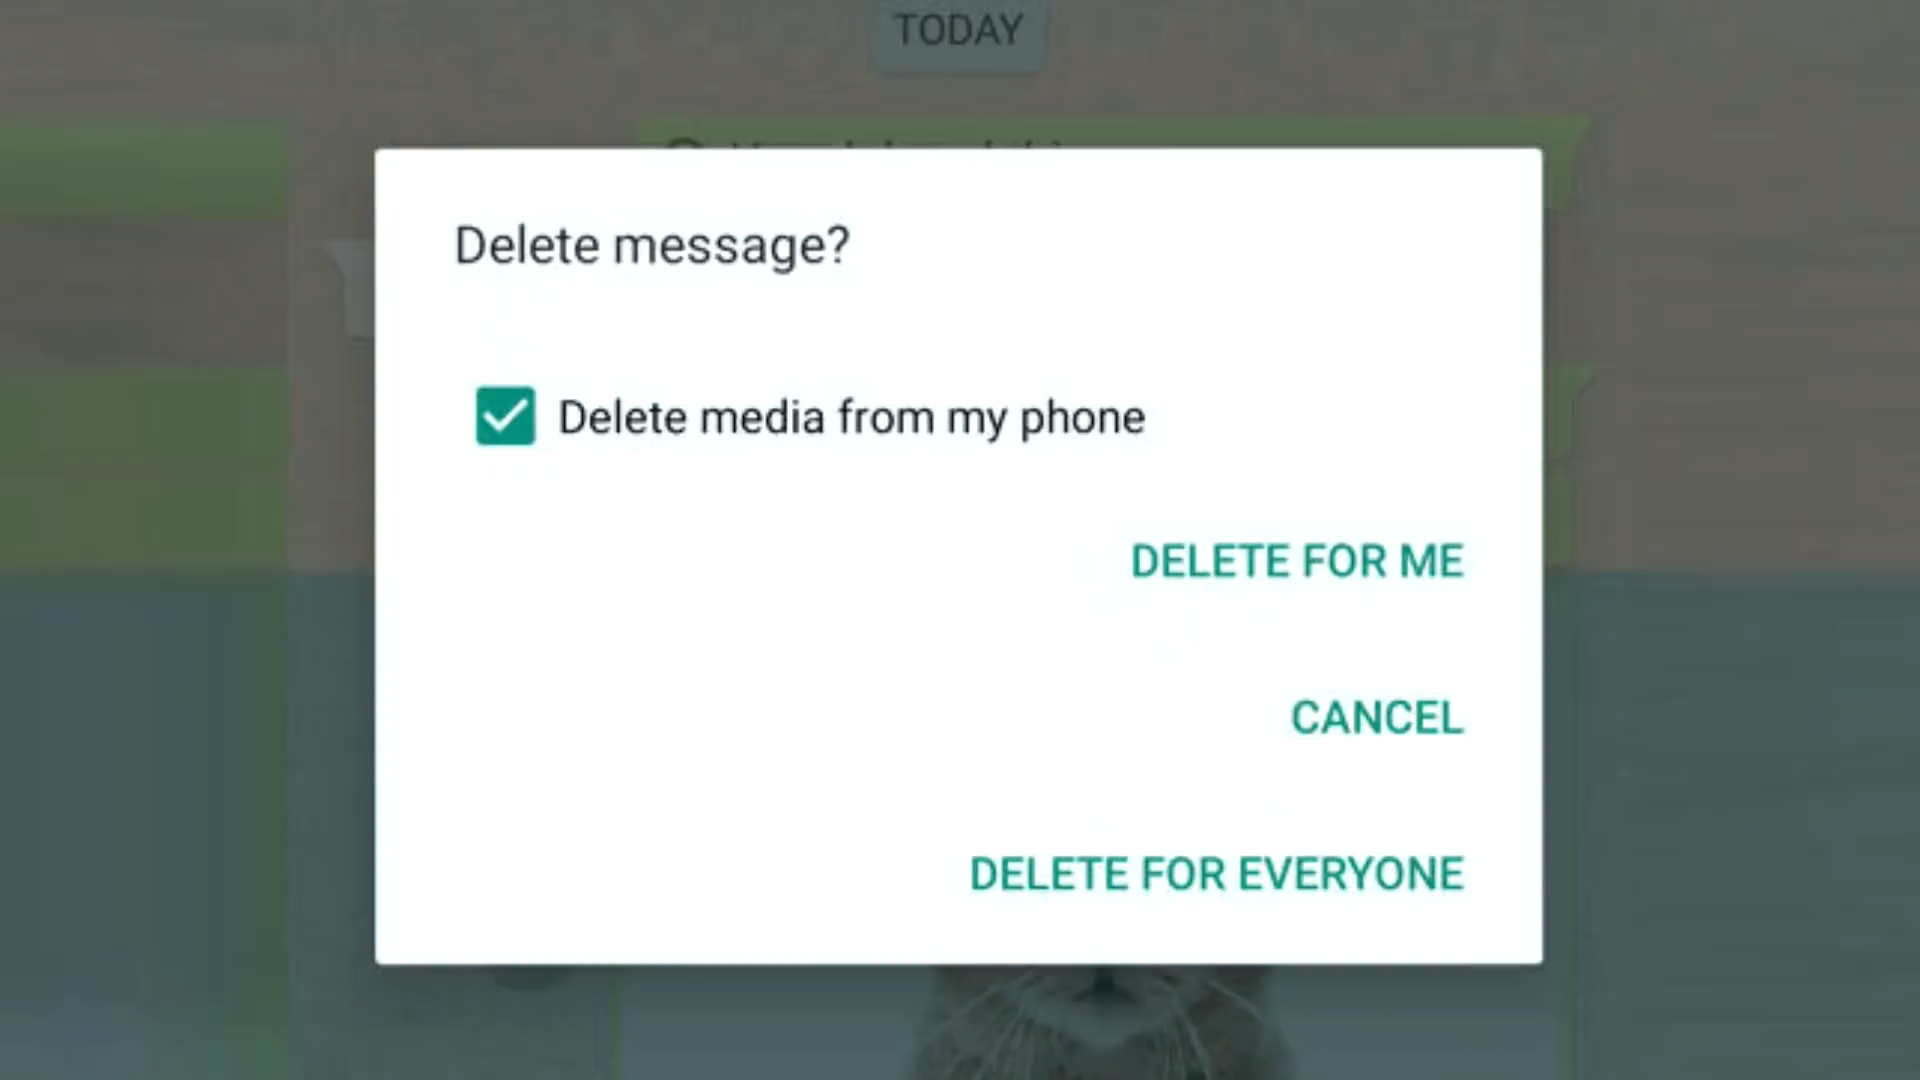 TODAY
Delete message?
Delete media from my phone
DELETE FOR ME
CANCEL
DELETE FOR EVERYONE